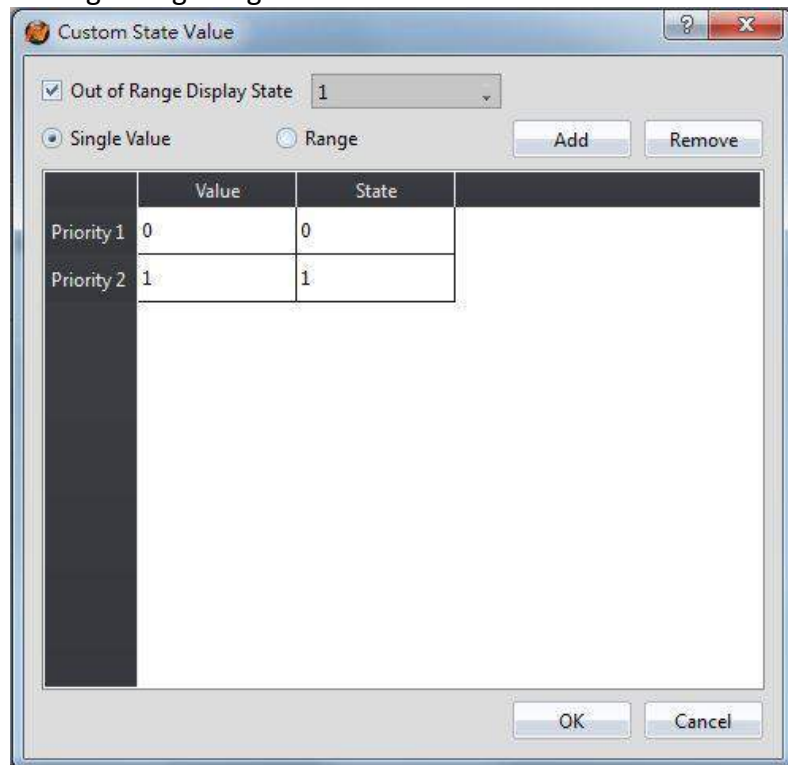 Custom State Value
Out of Range Display State 1
Single Value Range Add Remove
Value State
Priority 1 0 0
Priority 2 1 1
OK Cancel